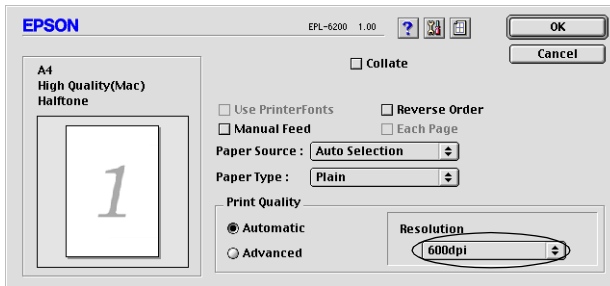 EPSON
EPL-6200 1.00
?
OK
Cancel
Collate
A4
High Quality(Mac)
Halftone
1
Use PrinterFonts
Reverse Order
Manual Feed
Each Page
Paper Source : Auto Selection
Paper Type : Plain
Print Quality
Automatic
Advanced
Resolution
600dpi